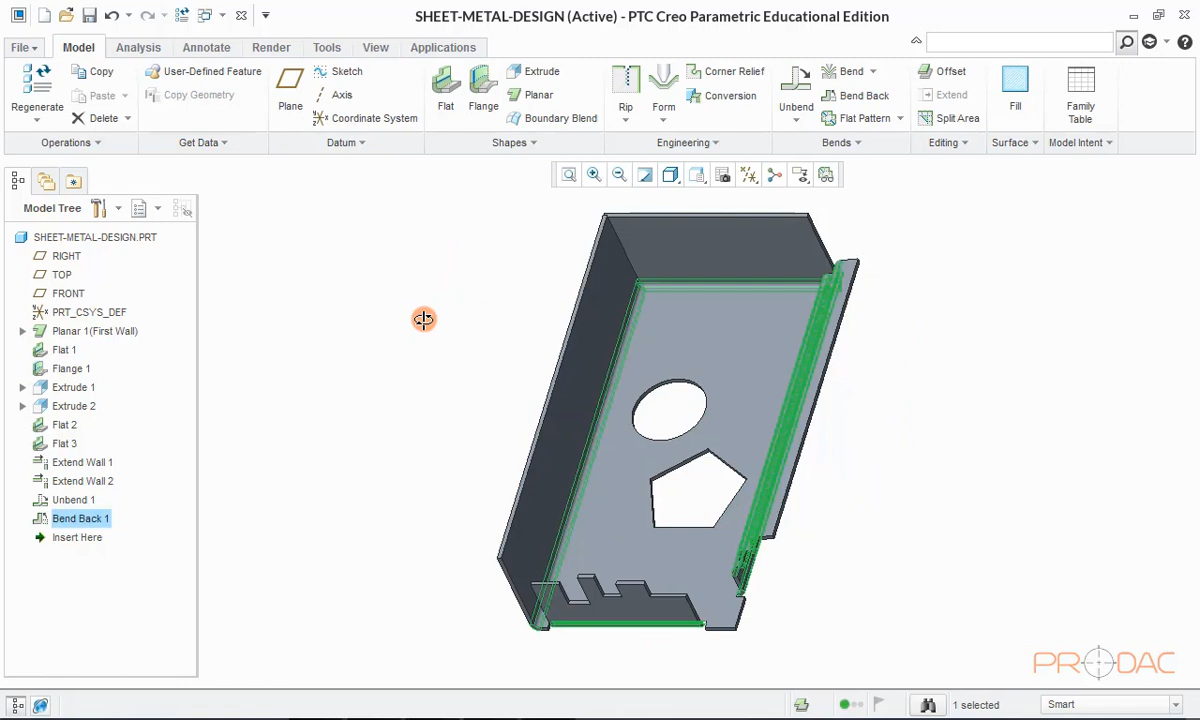 SHEET-METAL-DESIGN (Active) - PTC Creo Parametric Educational Edition
File Model Analysis Annotate Render Tools View Applications
Regenerate
Copy
Paste
Delete
Operations
User-Defined Feature
Copy Geometry
Get Data
Plane
Sketch
Axis
Coordinate System
Datum
Flat
Flange
Extrude
Planar
Boundary Blend
Shapes
Rip
Form
Corner Relief
Conversion
Engineering
Unbend
Bend
Bend Back
Flat Pattern
Bends
Offset
Extend
Split Area
Editing
Fill
Surface
Family
Table
Model Intent
Model Tree
SHEET-METAL-DESIGN.PRT
RIGHT
TOP
FRONT
PRT_CSYS_DEF
Planar 1(First Wall)
Flat 1
Flange 1
Extrude 1
Extrude 2
Flat 2
Flat 3
Extend Wall 1
Extend Wall 2
Unbend 1
Bend Back 1
Insert Here
PRODAC
1 selected
Smart